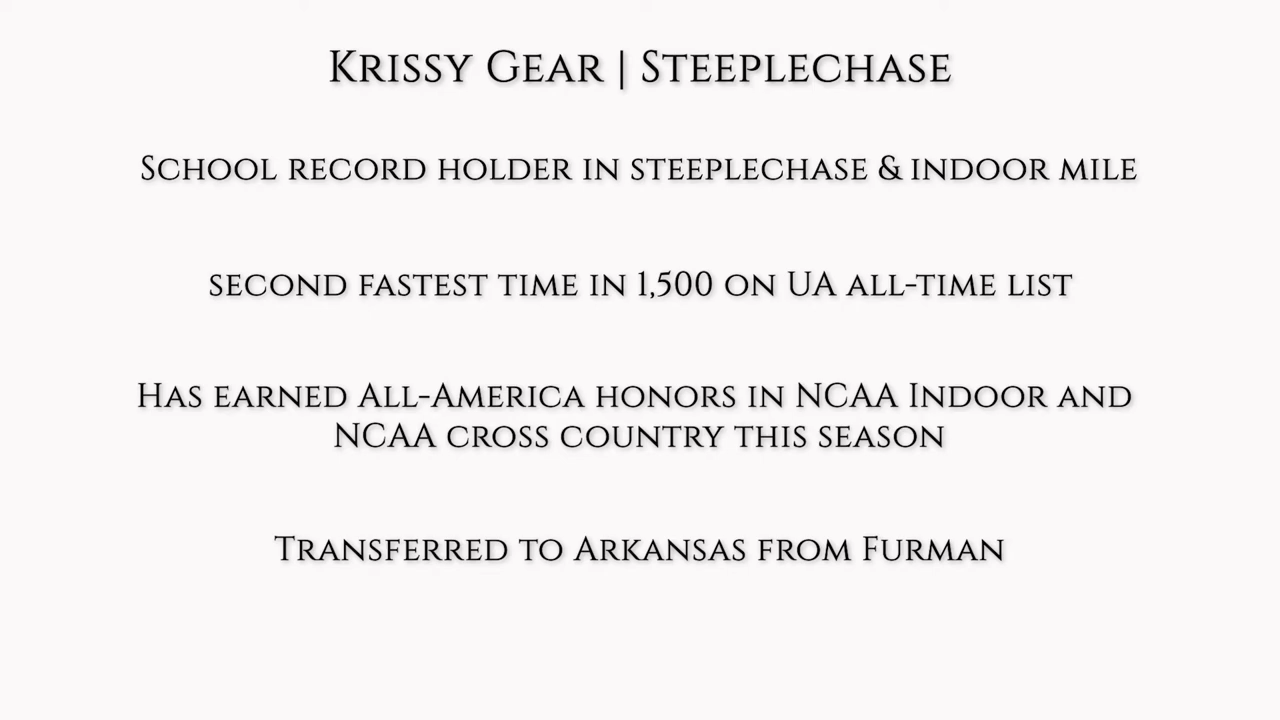 Krissy Gear | Steeplechase
School record holder in steeplechase & indoor mile
second fastest time in 1,500 on UA all-time list
Has earned All-America honors in NCAA Indoor and
NCAA cross country this season
Transferred to Arkansas from Furman